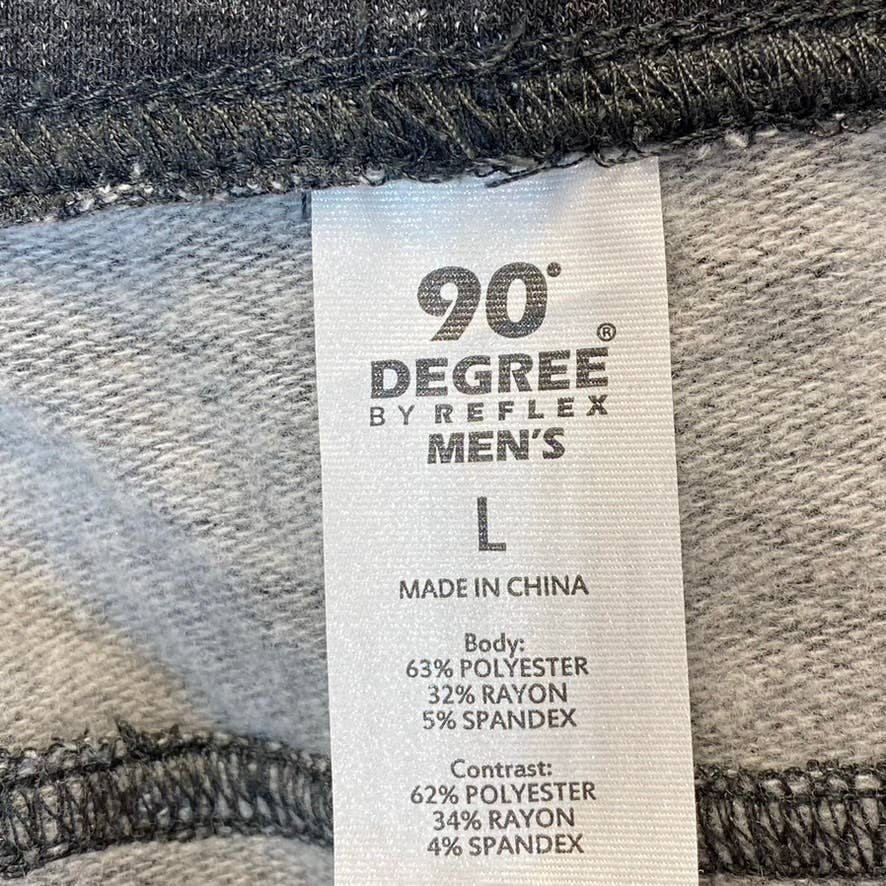 90°
DEGREE®
BY REFLEX
MEN'S
L
MADE IN CHINA
Body:
63% POLYESTER
32% RAYON
5% SPANDEX
Contrast:
62% POLYESTER
34% RAYON
4% SPANDEX